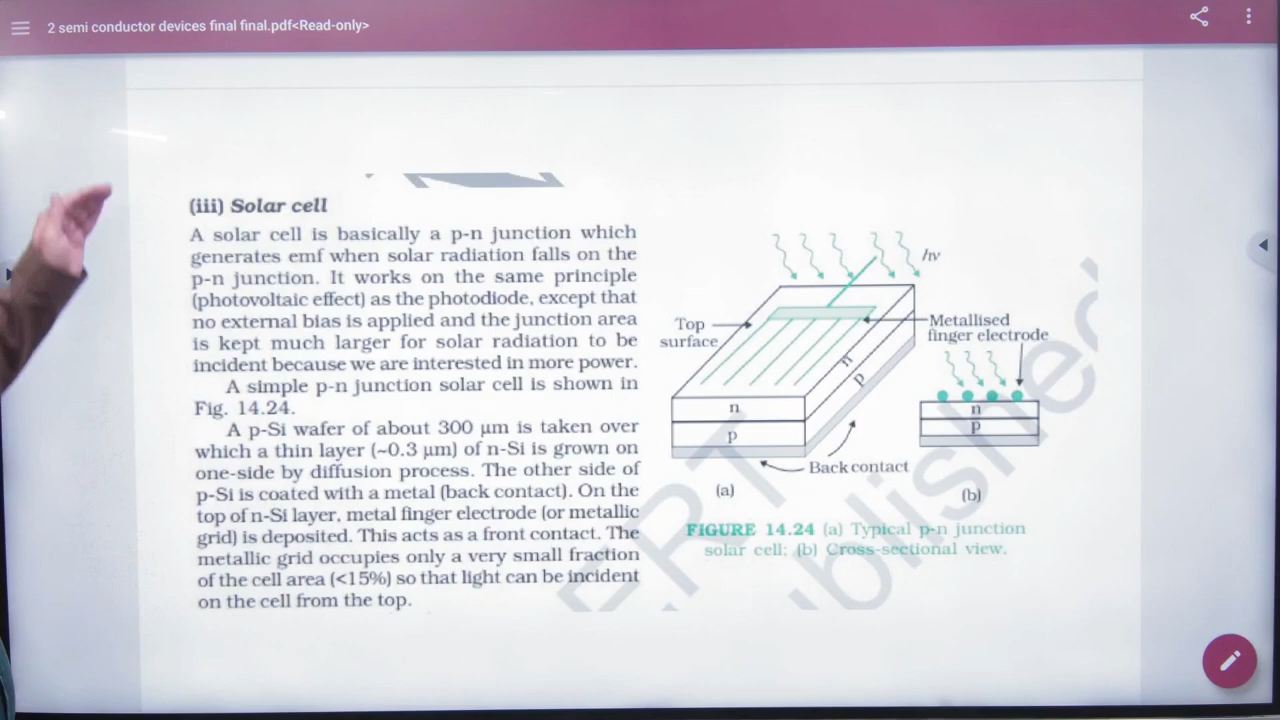 2 semi conductor devices final final.pdf<Read-only>
(iii) Solar cell
A solar cell is basically a p-n junction which
generates emf when solar radiation falls on the
p-n junction. It works on the same principle
(photovoltaic effect) as the photodiode, except that
no external bias is applied and the junction area
is kept much larger for solar radiation to be
incident because we are interested in more power.
A simple p-n junction solar cell is shown in
Fig. 14.24.
A p-Si wafer of about 300 μm is taken over
which a thin layer (~0.3 μm) of n-Si is grown on
one-side by diffusion process. The other side of
p-Si is coated with a metal (back contact). On the
top of n-Si layer, metal finger electrode (or metallic
grid) is deposited. This acts as a front contact. The
metallic grid occupies only a very small fraction
of the cell area (<15%) so that light can be incident
on the cell from the top.
hν
Top
surface
Metallised
finger electrode
n
p
n
p
n
p
Back contact
(a)
(b)
FIGURE 14.24 (a) Typical p-n junction
solar cell; (b) Cross-sectional view.